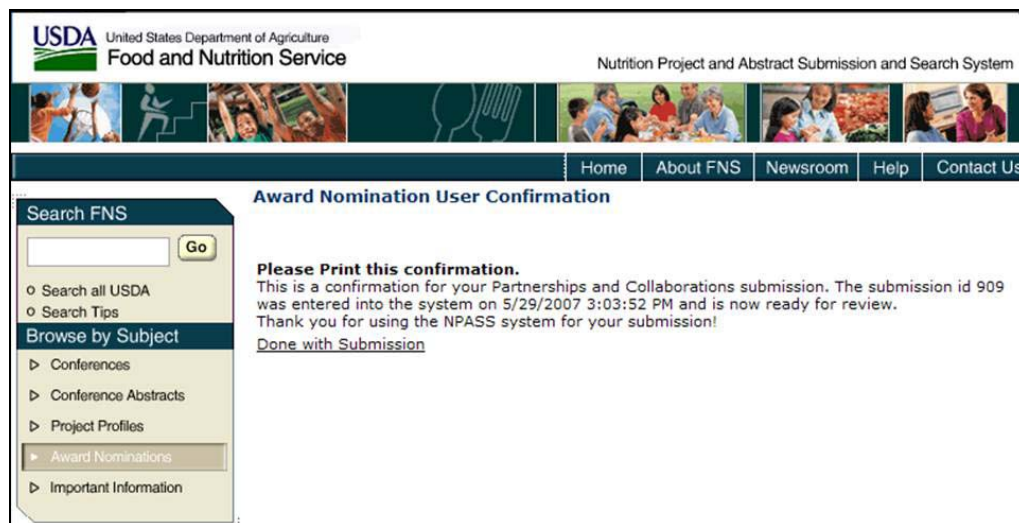 USDA United States Department of Agriculture
Food and Nutrition Service
Nutrition Project and Abstract Submission and Search System
Home About FNS Newsroom Help Contact Us
Search FNS
Go
Search all USDA
Search Tips
Browse by Subject
Conferences
Conference Abstracts
Project Profiles
Award Nominations
Important Information
Award Nomination User Confirmation
Please Print this confirmation.
This is a confirmation for your Partnerships and Collaborations submission. The submission id 909
was entered into the system on 5/29/2007 3:03:52 PM and is now ready for review.
Thank you for using the NPASS system for your submission!
Done with Submission